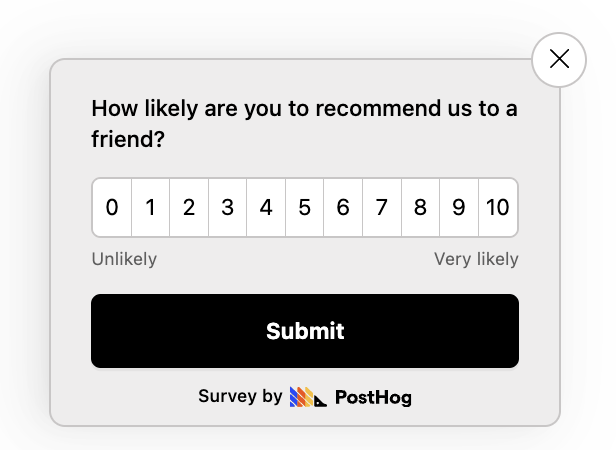 How likely are you to recommend us to a
friend?
0 1 2 3 4 5 6 7 8 9 10
Unlikely Very likely
Submit
Survey by PostHog